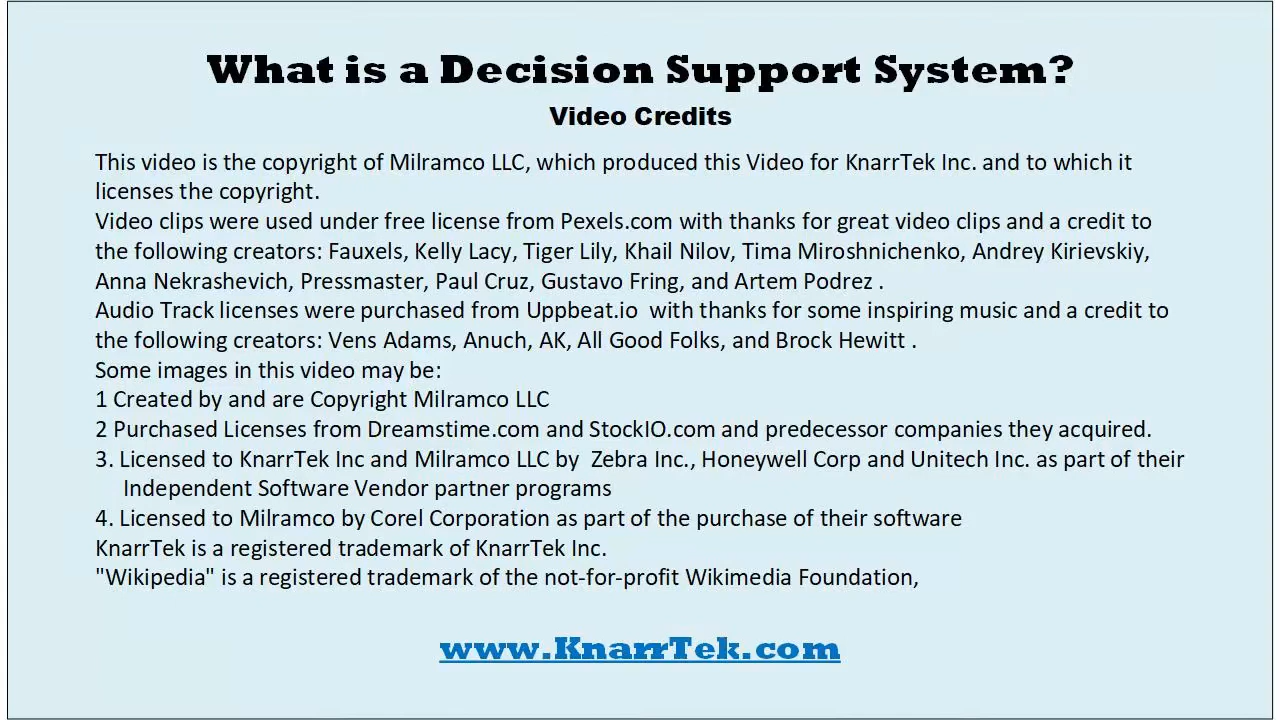 What is a Decision Support System?
Video Credits
This video is the copyright of Milramco LLC, which produced this Video for KnarrTek Inc. and to which it
licenses the copyright.
Video clips were used under free license from Pexels.com with thanks for great video clips and a credit to
the following creators: Fauxels, Kelly Lacy, Tiger Lily, Khail Nilov, Tima Miroshnichenko, Andrey Kirievskiy,
Anna Nekrashevich, Pressmaster, Paul Cruz, Gustavo Fring, and Artem Podrez .
Audio Track licenses were purchased from Uppbeat.io  with thanks for some inspiring music and a credit to
the following creators: Vens Adams, Anuch, AK, All Good Folks, and Brock Hewitt .
Some images in this video may be:
1 Created by and are Copyright Milramco LLC
2 Purchased Licenses from Dreamstime.com and StockIO.com and predecessor companies they acquired.
3. Licensed to KnarrTek Inc and Milramco LLC by  Zebra Inc., Honeywell Corp and Unitech Inc. as part of their
Independent Software Vendor partner programs
4. Licensed to Milramco by Corel Corporation as part of the purchase of their software
KnarrTek is a registered trademark of KnarrTek Inc.
"Wikipedia" is a registered trademark of the not-for-profit Wikimedia Foundation,
www.KnarrTek.com